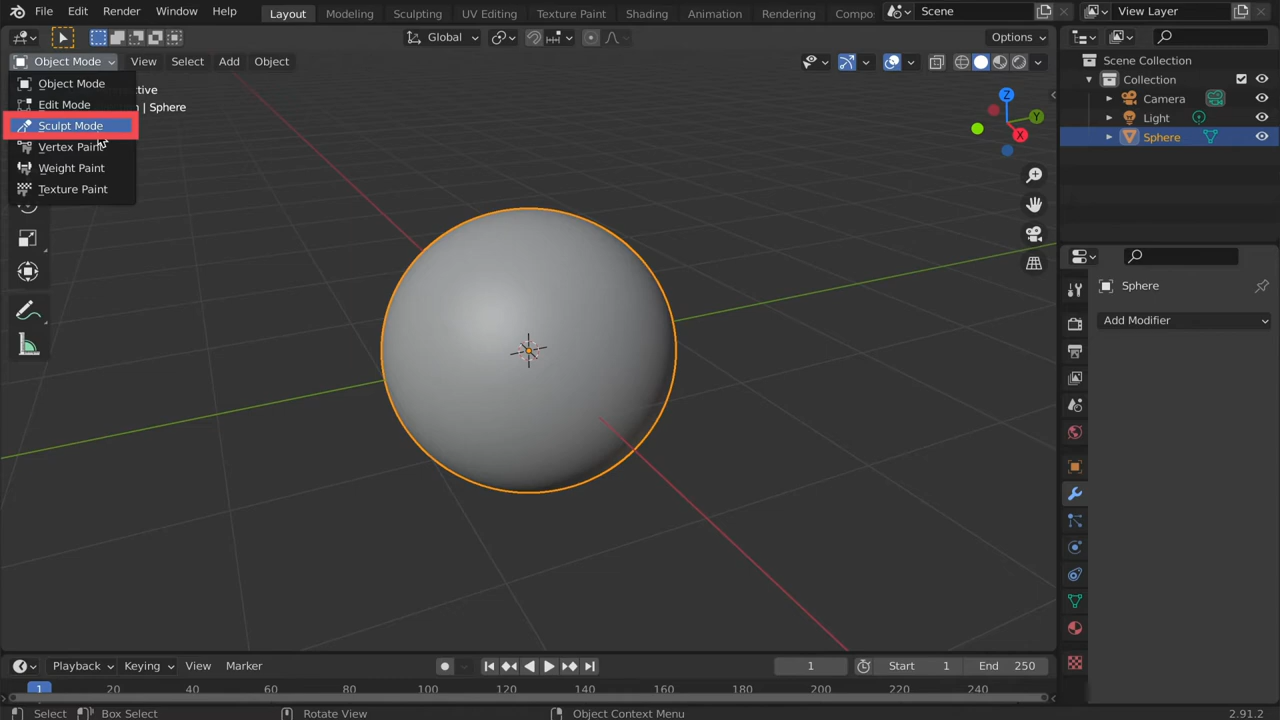 File Edit Render Window Help Layout Modeling Sculpting UV Editing Texture Paint Shading Animation Rendering Compo Scene View Layer
Global Options
Object Mode View Select Add Object
Scene Collection
Object Mode
Collection
ctive
Edit Mode
Camera
| Sphere
Sculpt Mode
Light
Vertex Paint
Sphere
Weight Paint
Texture Paint
Z
Y
X
Sphere
Add Modifier
Playback Keying View Marker 1 Start 1 End 250
1 20 40 60 80 100 120 140 160 180 200 220 240
Select Box Select Rotate View Object Context Menu 2.91.2